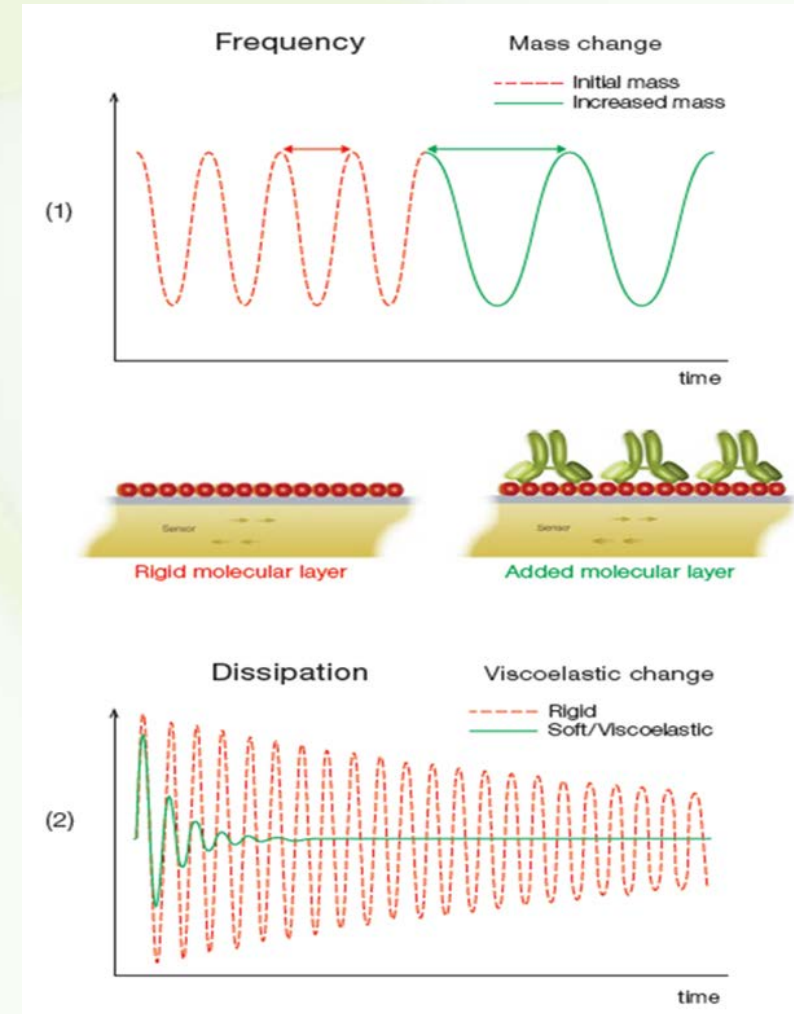 Frequency
Mass change
Initial mass
Increased mass
(1)
time
Sensor
Sensor
Rigid molecular layer
Added molecular layer
Dissipation
Viscoelastic change
Rigid
Soft/Viscoelastic
(2)
time